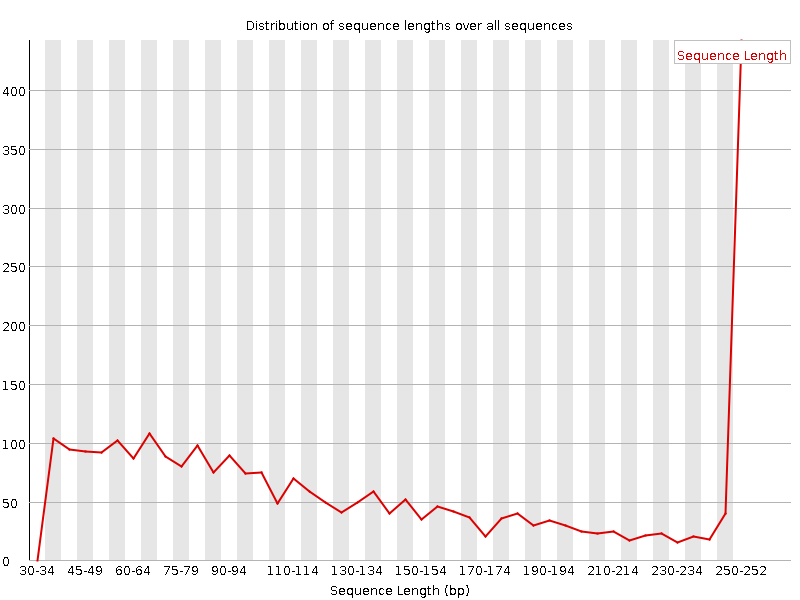 Distribution of sequence lengths over all sequences
Sequence Length
400
350
300
250
200
150
100
50
0
30-34 45-49 60-64 75-79 90-94 110-114 130-134 150-154 170-174 190-194 210-214 230-234 250-252
Sequence Length (bp)